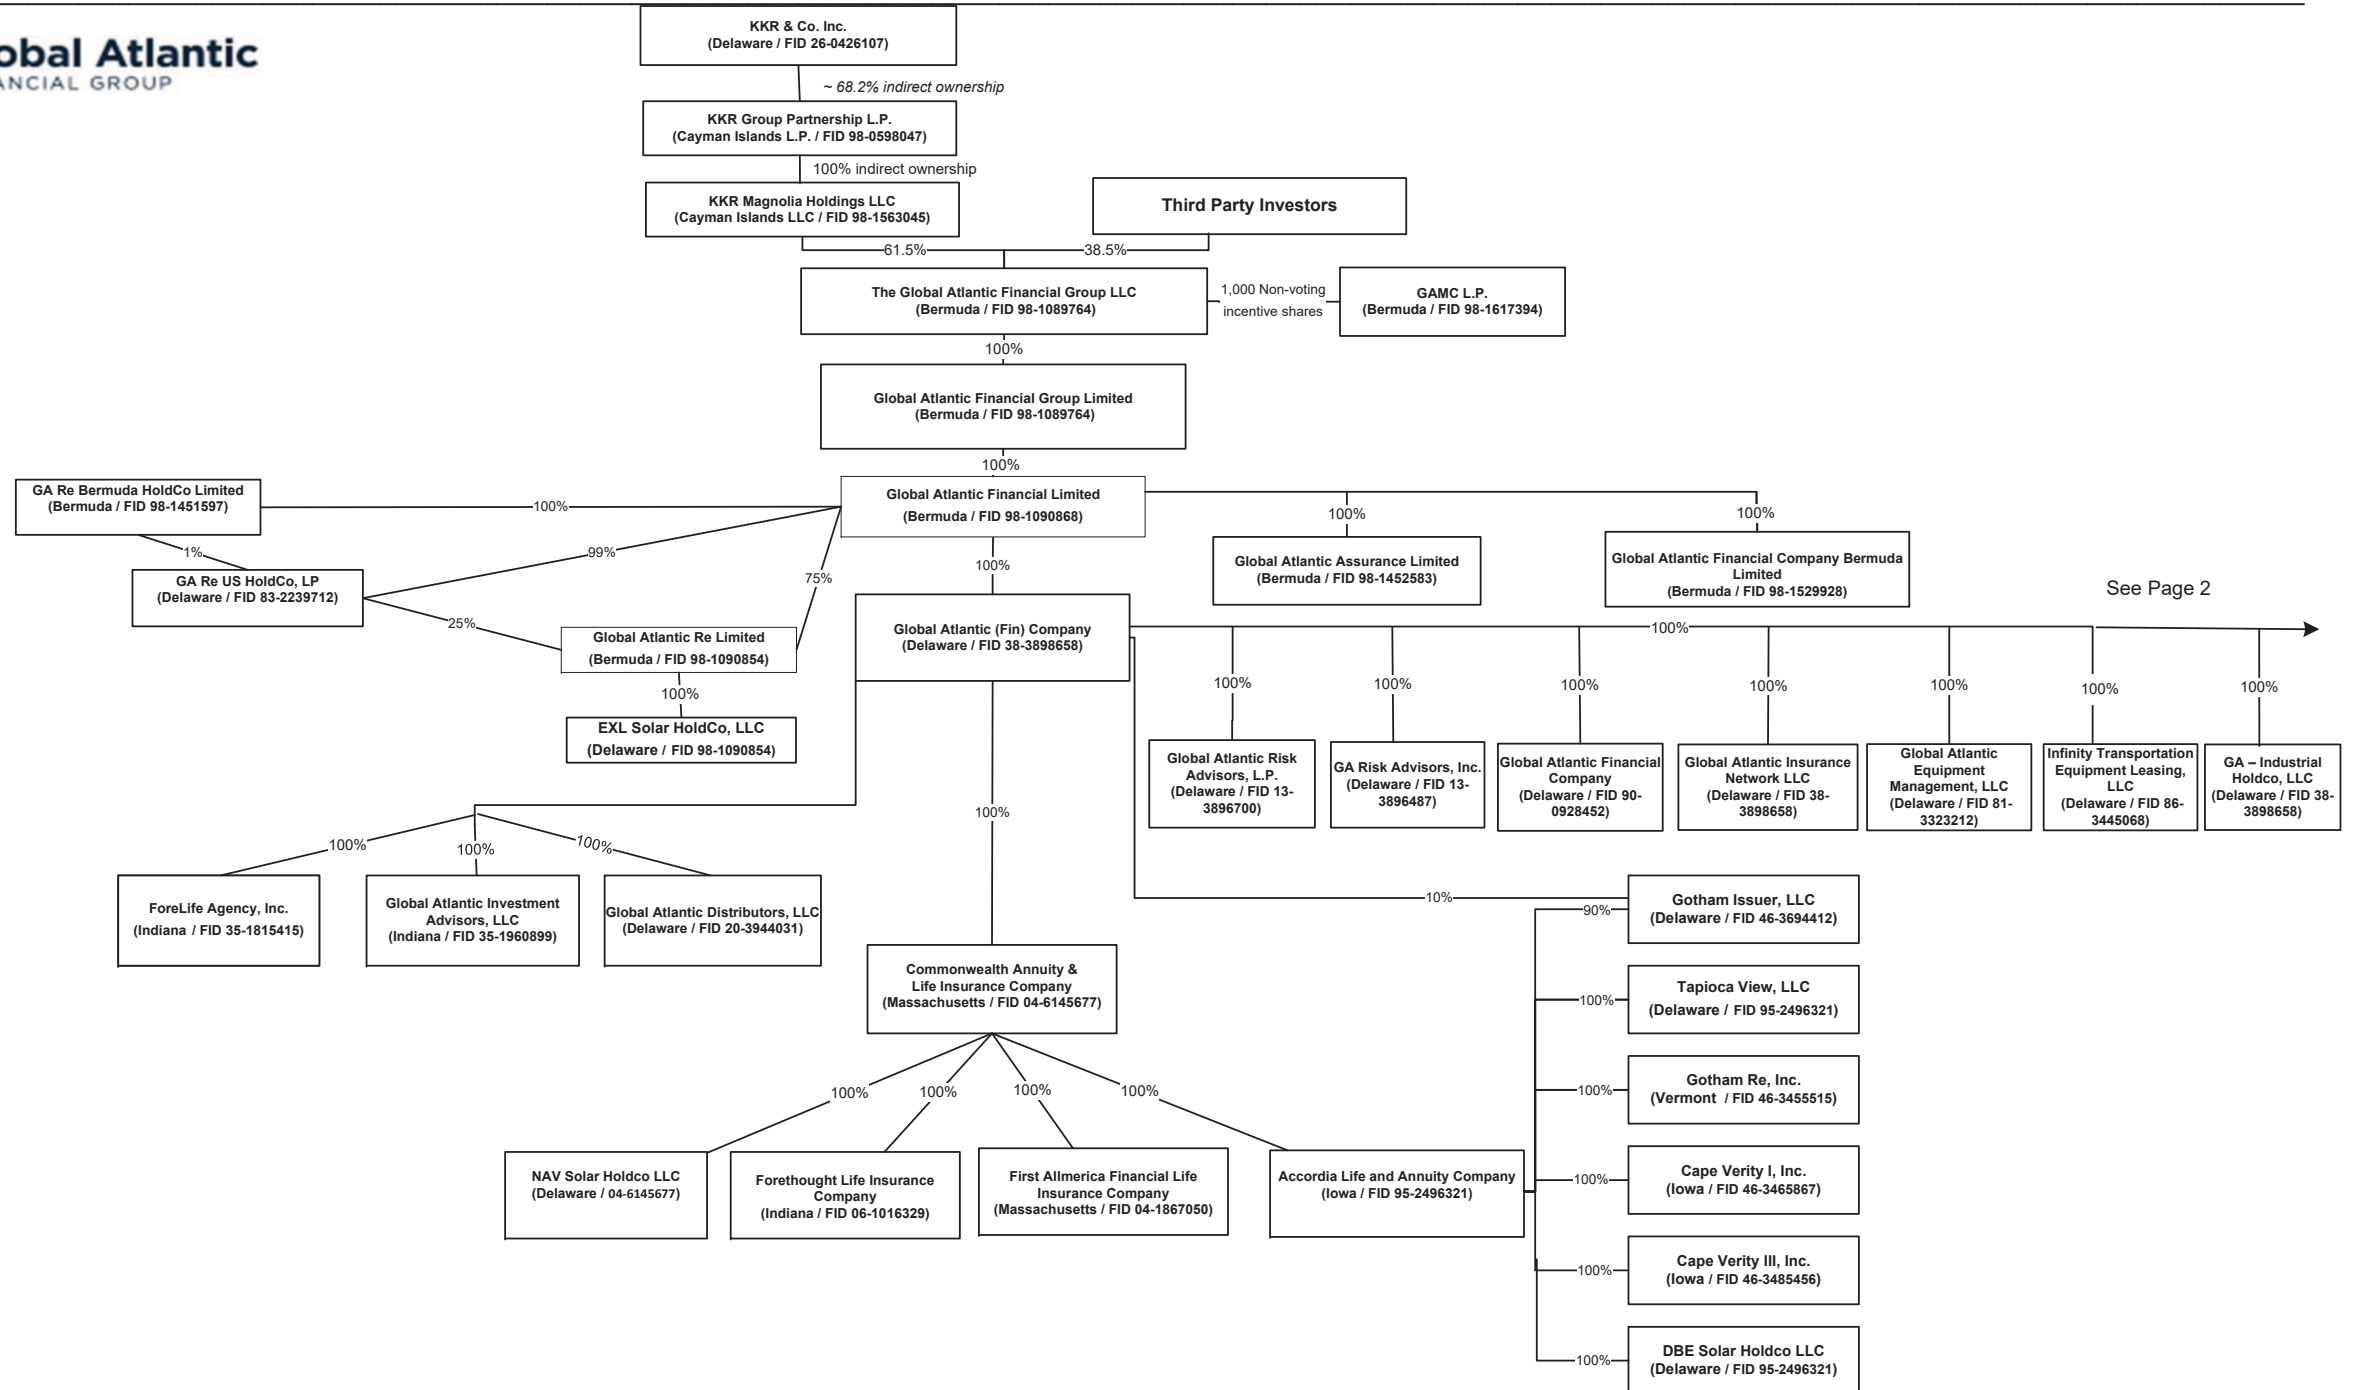 obal Atlantic
ANCIAL GROUP
KKR & Co. Inc.
(Delaware / FID 26-0426107)
~ 68.2% indirect ownership
KKR Group Partnership L.P.
(Cayman Islands L.P. / FID 98-0598047)
100% indirect ownership
KKR Magnolia Holdings LLC
(Cayman Islands LLC / FID 98-1563045)
Third Party Investors
61.5%
38.5%
The Global Atlantic Financial Group LLC
(Bermuda / FID 98-1089764)
1,000 Non-voting
incentive shares
GAMC L.P.
(Bermuda / FID 98-1617394)
100%
Global Atlantic Financial Group Limited
(Bermuda / FID 98-1089764)
100%
GA Re Bermuda HoldCo Limited
(Bermuda / FID 98-1451597)
100%
Global Atlantic Financial Limited
(Bermuda / FID 98-1090868)
100%
100%
1%
99%
75%
100%
Global Atlantic Assurance Limited
(Bermuda / FID 98-1452583)
Global Atlantic Financial Company Bermuda
Limited
(Bermuda / FID 98-1529928)
See Page 2
GA Re US HoldCo, LP
(Delaware / FID 83-2239712)
25%
Global Atlantic Re Limited
(Bermuda / FID 98-1090854)
Global Atlantic (Fin) Company
(Delaware / FID 38-3898658)
100%
100%
EXL Solar HoldCo, LLC
(Delaware / FID 98-1090854)
100%
100%
100%
100%
100%
100%
100%
Global Atlantic Risk
Advisors, L.P.
(Delaware / FID 13-
3896700)
GA Risk Advisors, Inc.
(Delaware / FID 13-
3896487)
Global Atlantic Financial
Company
(Delaware / FID 90-
0928452)
Global Atlantic Insurance
Network LLC
(Delaware / FID 38-
3898658)
Global Atlantic
Equipment
Management, LLC
(Delaware / FID 81-
3323212)
Infinity Transportation
Equipment Leasing,
LLC
(Delaware / FID 86-
3445068)
GA – Industrial
Holdco, LLC
(Delaware / FID 38-
3898658)
100%
100%
100%
100%
ForeLife Agency, Inc.
(Indiana / FID 35-1815415)
Global Atlantic Investment
Advisors, LLC
(Indiana / FID 35-1960899)
Global Atlantic Distributors, LLC
(Delaware / FID 20-3944031)
10%
90%
Gotham Issuer, LLC
(Delaware / FID 46-3694412)
Commonwealth Annuity &
Life Insurance Company
(Massachusetts / FID 04-6145677)
100%
Tapioca View, LLC
(Delaware / FID 95-2496321)
100%
100%
100%
100%
100%
Gotham Re, Inc.
(Vermont / FID 46-3455515)
NAV Solar Holdco LLC
(Delaware / 04-6145677)
Forethought Life Insurance
Company
(Indiana / FID 06-1016329)
First Allmerica Financial Life
Insurance Company
(Massachusetts / FID 04-1867050)
Accordia Life and Annuity Company
(Iowa / FID 95-2496321)
100%
Cape Verity I, Inc.
(Iowa / FID 46-3465867)
100%
Cape Verity III, Inc.
(Iowa / FID 46-3485456)
100%
DBE Solar Holdco LLC
(Delaware / FID 95-2496321)